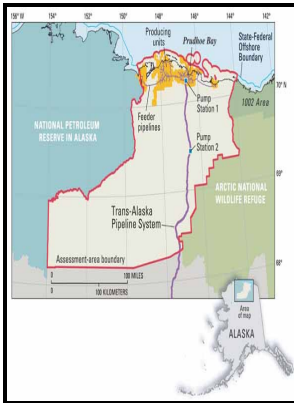 156° W 154° 152° 150° 148° 146° 144° 142°
Producing
units
Prudhoe Bay
State-Federal
Offshore
Boundary
70° N
1002 Area
Feeder
pipelines
Pump
Station 1
NATIONAL PETROLEUM
RESERVE IN ALASKA
Pump
Station 2
69°
ARCTIC NATIONAL
WILDLIFE REFUGE
Trans-Alaska
Pipeline System
Assessment-area boundary
68°
0 100 MILES
0 100 KILOMETERS
Area
of map
ALASKA